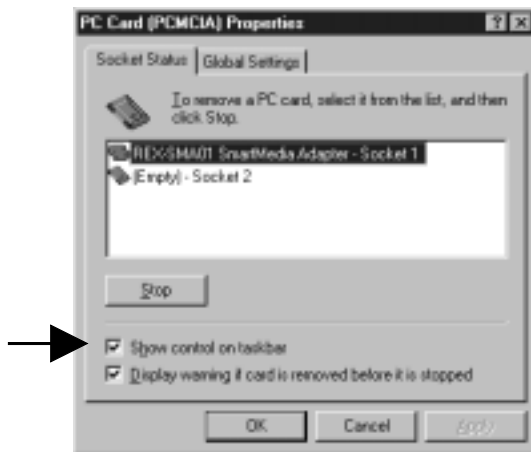 PC Card (PCMCIA) Properties
Socket Status Global Settings
To remove a PC card, select it from the list, and then
click Stop.
REX-SMA01 SmartMedia Adapter - Socket 1
(Empty) - Socket 2
Stop
Show control on taskbar
Display warning if card is removed before it is stopped
OK Cancel Apply